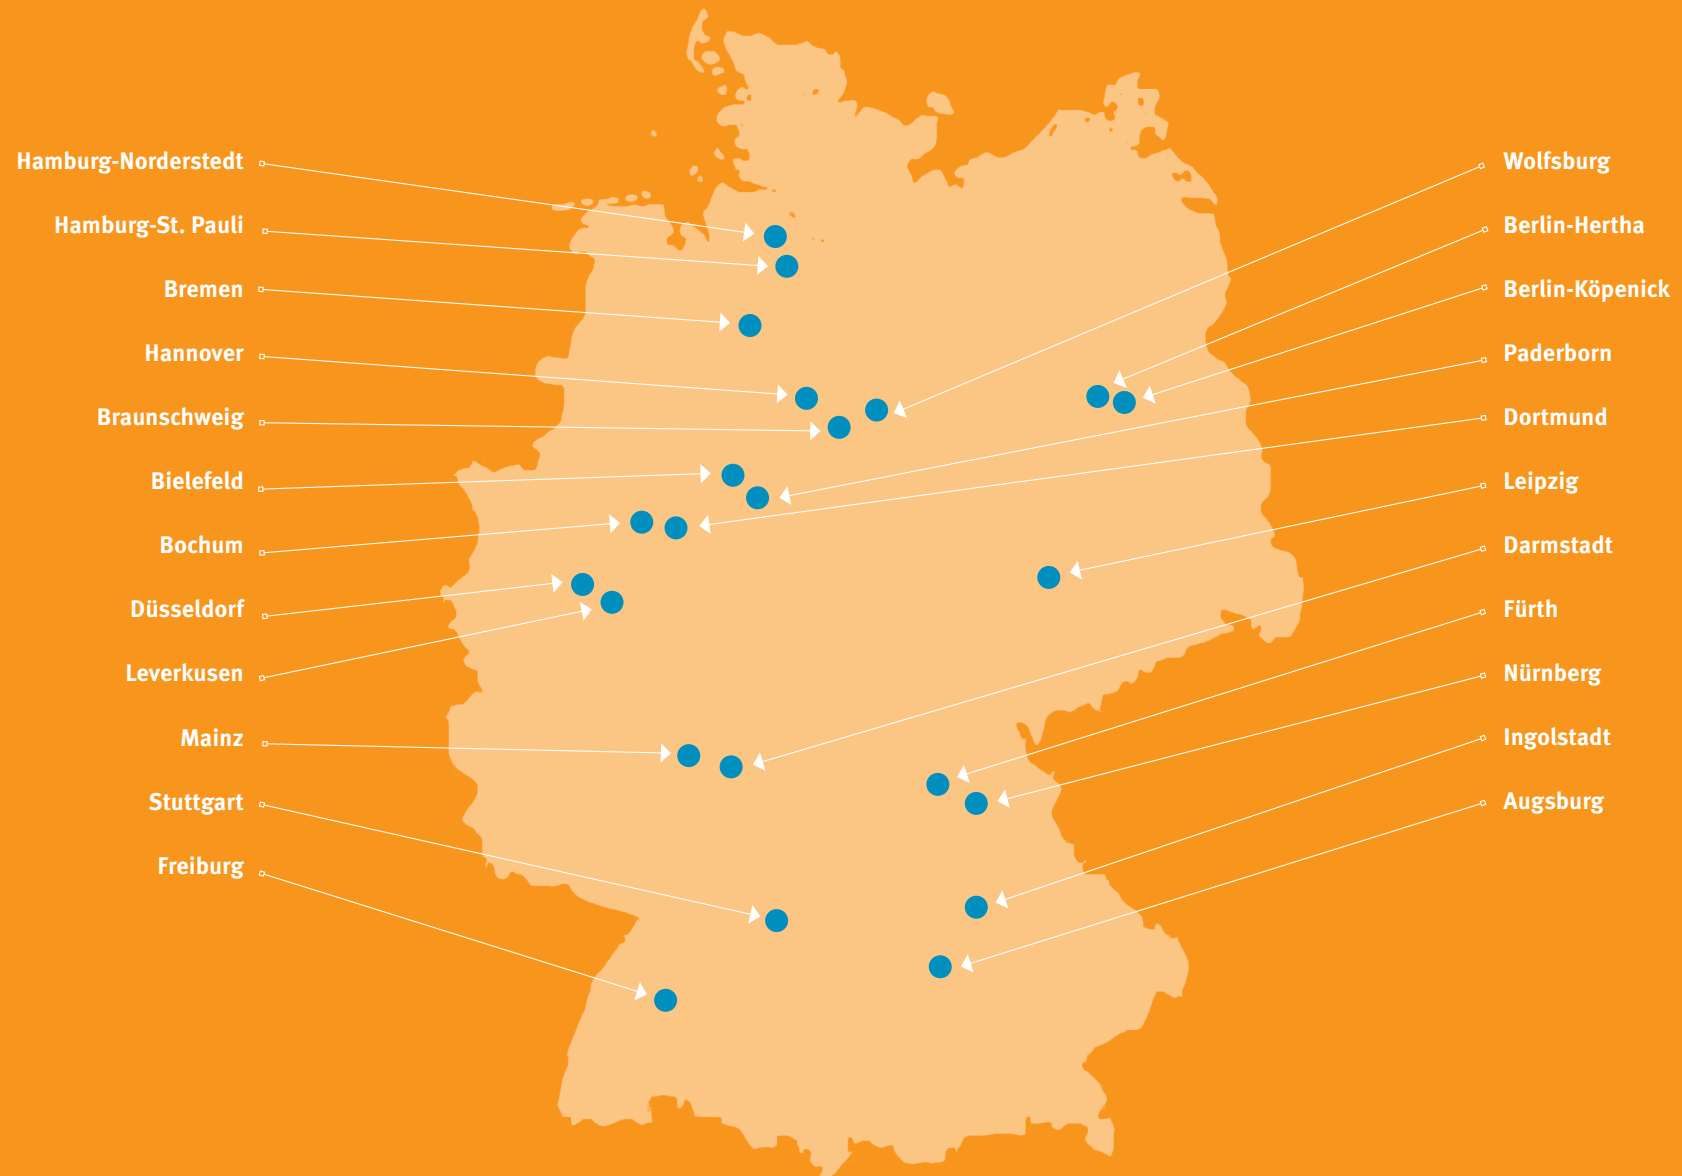 Hamburg-Norderstedt
Hamburg-St. Pauli
Bremen
Hannover
Braunschweig
Bielefeld
Bochum
Düsseldorf
Leverkusen
Mainz
Stuttgart
Freiburg
Wolfsburg
Berlin-Hertha
Berlin-Köpenick
Paderborn
Dortmund
Leipzig
Darmstadt
Fürth
Nürnberg
Ingolstadt
Augsburg